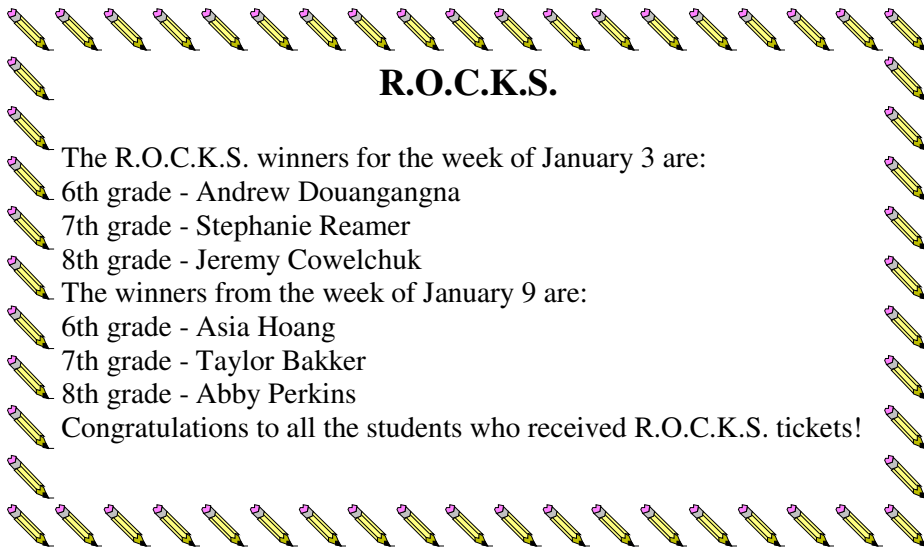 R.O.C.K.S.
The R.O.C.K.S. winners for the week of January 3 are:
6th grade - Andrew Douangangna
7th grade - Stephanie Reamer
8th grade - Jeremy Cowelchuk
The winners from the week of January 9 are:
6th grade - Asia Hoang
7th grade - Taylor Bakker
8th grade - Abby Perkins
Congratulations to all the students who received R.O.C.K.S. tickets!